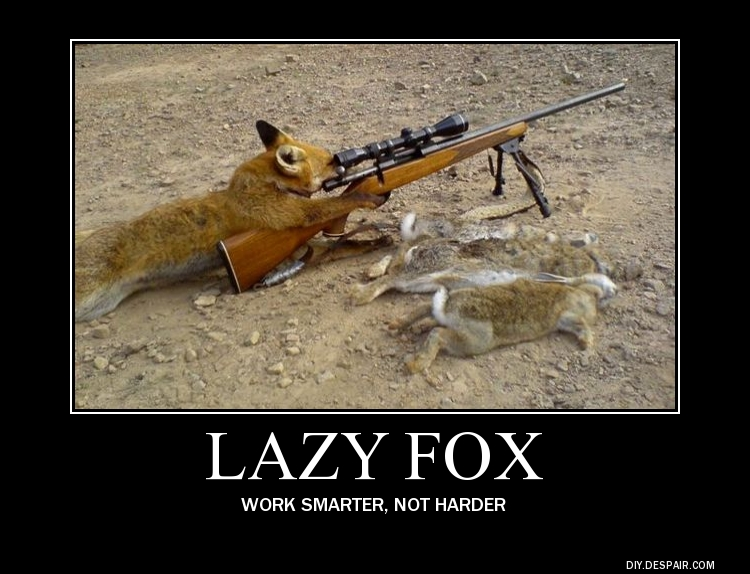 LAZY FOX
WORK SMARTER, NOT HARDER
DIY.DESPAIR.COM